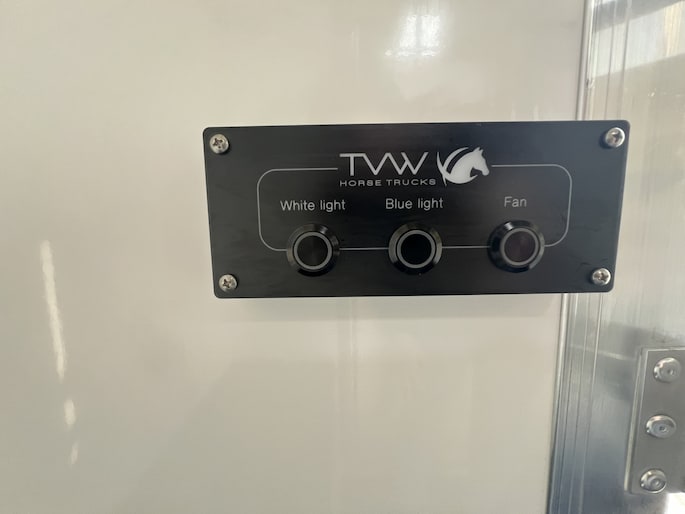 TVW
HORSE TRUCKS
White light
Blue light
Fan